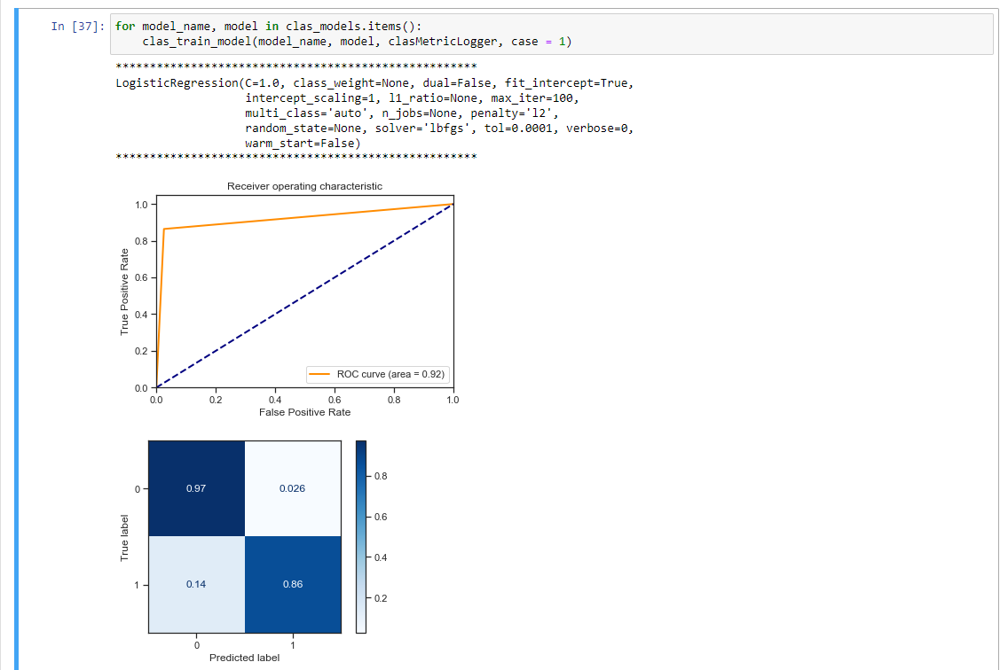 In [37]: for model_name, model in clas_models.items():
    clas_train_model(model_name, model, clasMetricLogger, case = 1)
*****************************************************
LogisticRegression(C=1.0, class_weight=None, dual=False, fit_intercept=True,
                   intercept_scaling=1, l1_ratio=None, max_iter=100,
                   multi_class='auto', n_jobs=None, penalty='l2',
                   random_state=None, solver='lbfgs', tol=0.0001, verbose=0,
                   warm_start=False)
*****************************************************
Receiver operating characteristic
1.0
0.8
0.6
0.4
0.2
0.0
True Positive Rate
ROC curve (area = 0.92)
0.0 0.2 0.4 0.6 0.8 1.0
False Positive Rate
True label
0
0.97 0.026
1
0.14 0.86
0 1
Predicted label
0.8
0.6
0.4
0.2